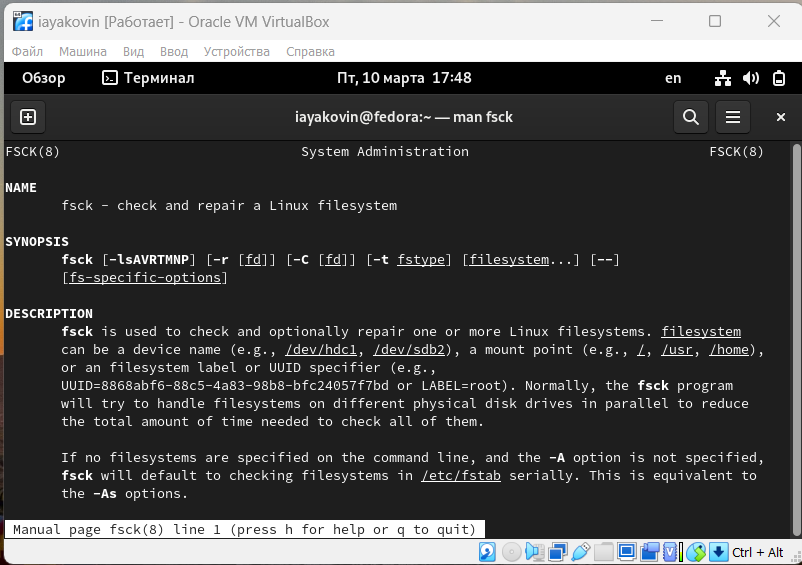 iayakovin [Работает] - Oracle VM VirtualBox
Файл Машина Вид Ввод Устройства Справка
Обзор Терминал Пт, 10 марта 17:48 en
iayakovin@fedora:~ — man fsck
FSCK(8) System Administration FSCK(8)
NAME
fsck - check and repair a Linux filesystem
SYNOPSIS
fsck [-lsAVRTMNP] [-r [fd]] [-C [fd]] [-t fstype] [filesystem...] [--]
[fs-specific-options]
DESCRIPTION
fsck is used to check and optionally repair one or more Linux filesystems. filesystem
can be a device name (e.g., /dev/hdc1, /dev/sdb2), a mount point (e.g., /, /usr, /home),
or an filesystem label or UUID specifier (e.g.,
UUID=8868abf6-88c5-4a83-98b8-bfc24057f7bd or LABEL=root). Normally, the fsck program
will try to handle filesystems on different physical disk drives in parallel to reduce
the total amount of time needed to check all of them.
If no filesystems are specified on the command line, and the -A option is not specified,
fsck will default to checking filesystems in /etc/fstab serially. This is equivalent to
the -As options.
Manual page fsck(8) line 1 (press h for help or q to quit)
Ctrl + Alt